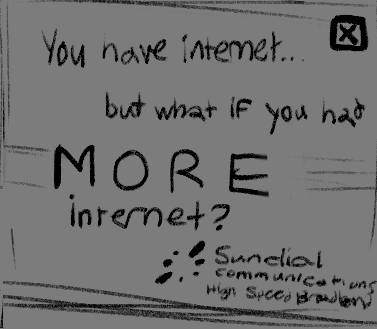 You have internet...
but what if you had
MORE
internet?
Sundial
communications
High Speed Broadband